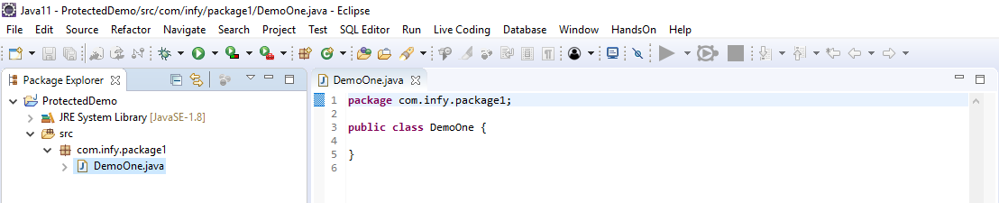 Java11 - ProtectedDemo/src/com/infy/package1/DemoOne.java - Eclipse
File Edit Source Refactor Navigate Search Project Test SQL Editor Run Live Coding Database Window HandsOn Help
Package Explorer
ProtectedDemo
JRE System Library [JavaSE-1.8]
src
com.infy.package1
DemoOne.java
DemoOne.java
1 package com.infy.package1;
2
3 public class DemoOne {
4
5 }
6